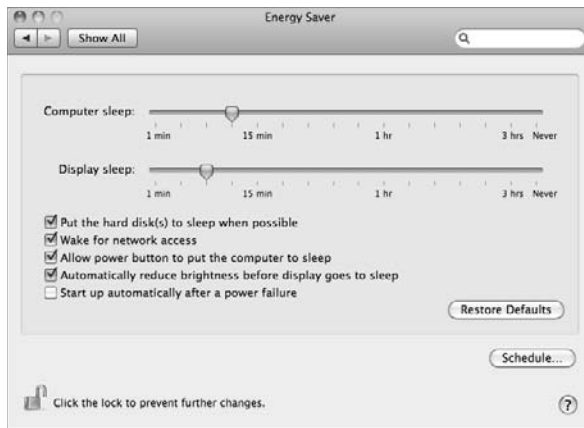 Energy Saver
Show All
Computer sleep:
1 min 15 min 1 hr 3 hrs Never
Display sleep:
1 min 15 min 1 hr 3 hrs Never
Put the hard disk(s) to sleep when possible
Wake for network access
Allow power button to put the computer to sleep
Automatically reduce brightness before display goes to sleep
Start up automatically after a power failure
Restore Defaults
Schedule...
Click the lock to prevent further changes.
?